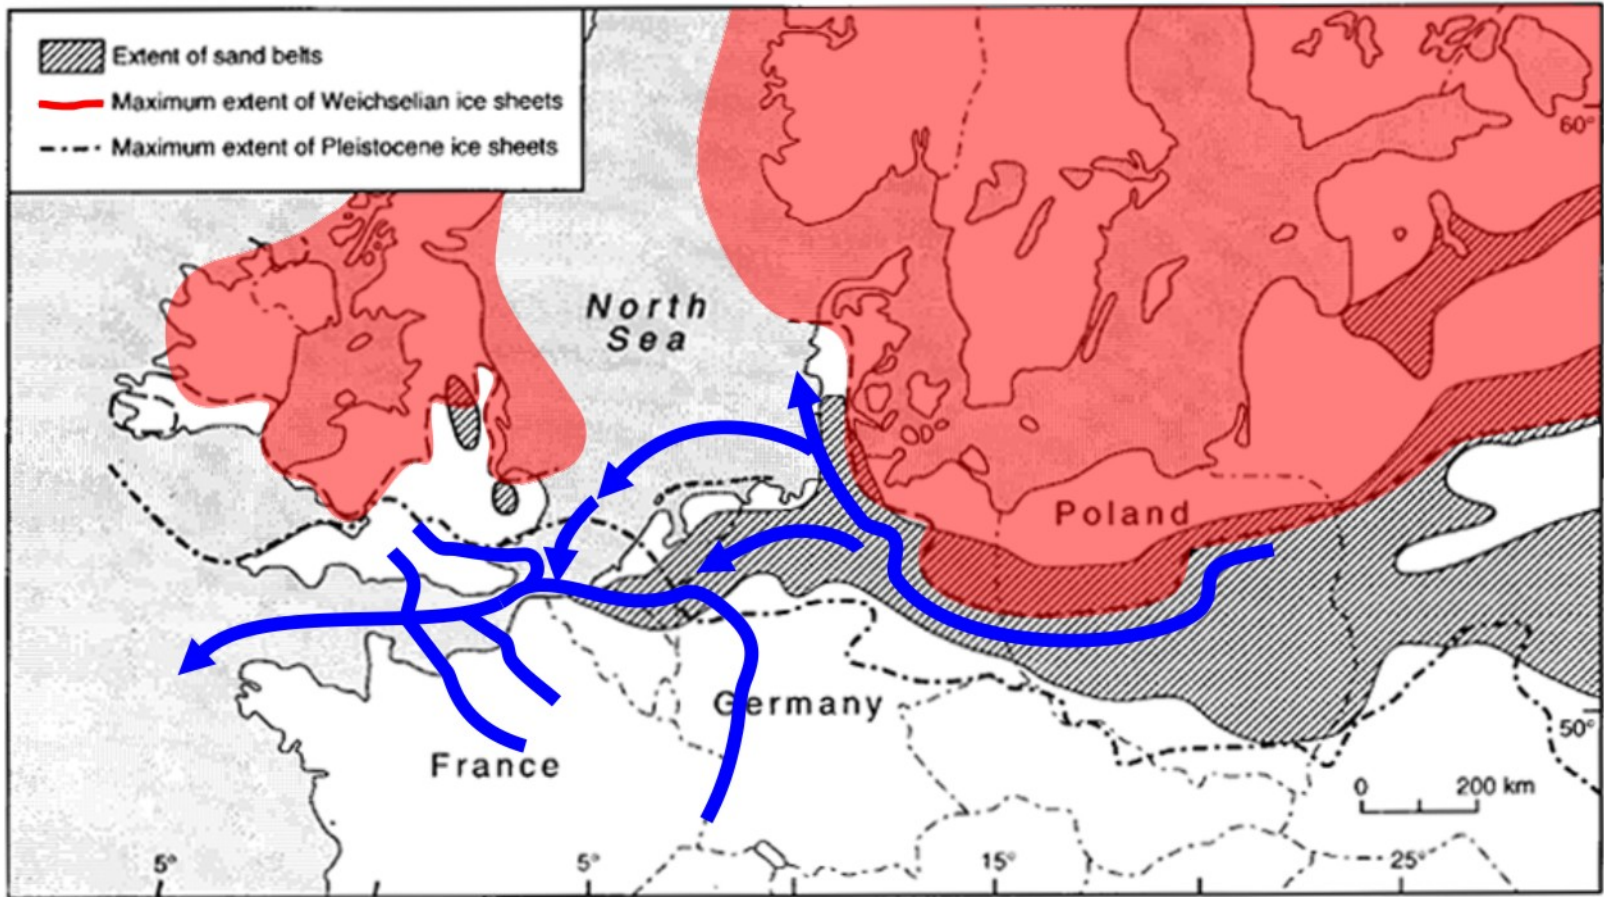 Extent of sand belts
Maximum extent of Weichselian ice sheets
Maximum extent of Pleistocene ice sheets
60°
North
Sea
Poland
Germany
50°
France
0 200 km
5° 5° 15° 25°